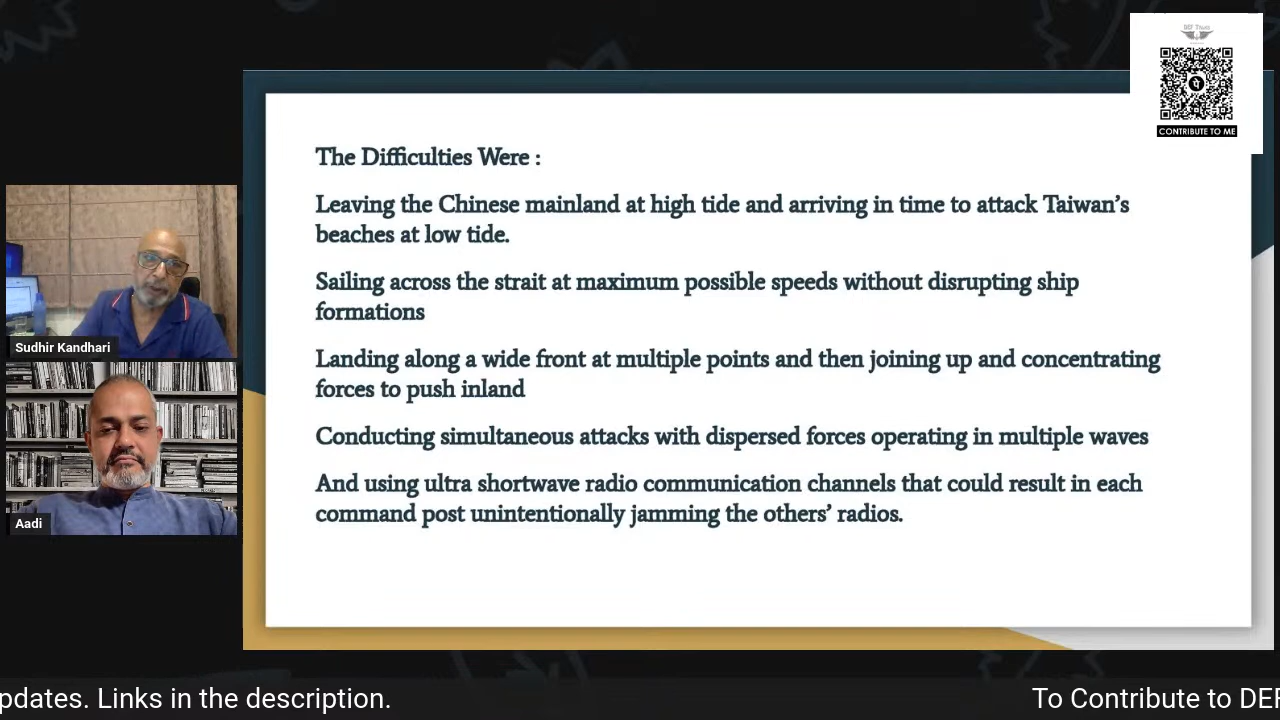 CONTRIBUTE TO ME
The Difficulties Were :
Leaving the Chinese mainland at high tide and arriving in time to attack Taiwan's
beaches at low tide.
Sailing across the strait at maximum possible speeds without disrupting ship
formations
Landing along a wide front at multiple points and then joining up and concentrating
forces to push inland
Conducting simultaneous attacks with dispersed forces operating in multiple waves
And using ultra shortwave radio communication channels that could result in each
command post unintentionally jamming the others' radios.
Sudhir Kandhari
Aadi
pdates. Links in the description.
To Contribute to DEF